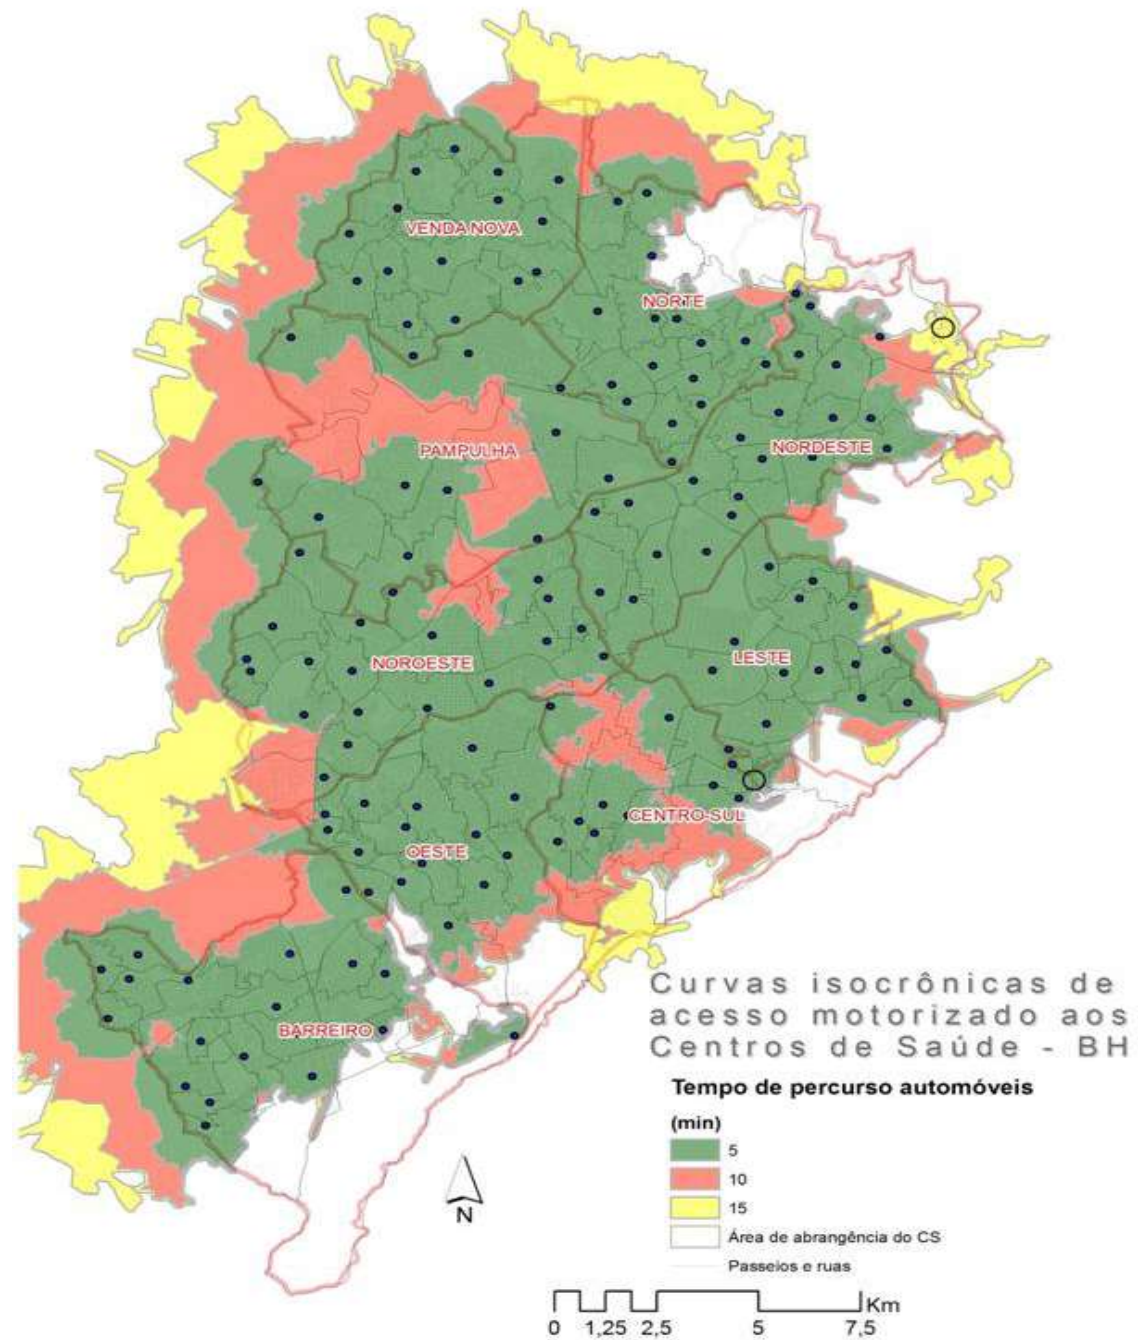 VENDA NOVA
NORTE
PAMPULHA
NORDESTE
NOROESTE
LESTE
CENTRO-SUL
OESTE
BARREIRO
Curvas isocrônicas de
acesso motorizado aos
Centros de Saúde - BH
Tempo de percurso automóveis
(min)
5
10
15
Área de abrangência do CS
Passeios e ruas
N
Km
0 1,25 2,5 5 7,5